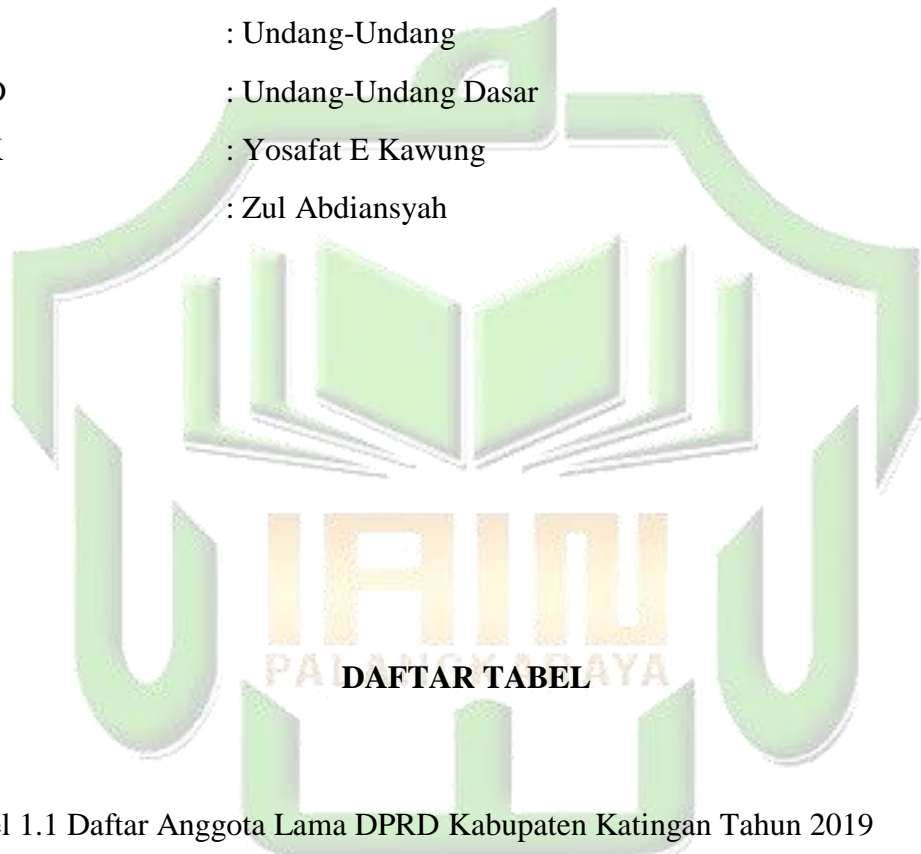 : Undang-Undang
: Undang-Undang Dasar
: Yosafat E Kawung
: Zul Abdiansyah
IAIN
PALANGKARAYA
DAFTAR TABEL
1.1 Daftar Anggota Lama DPRD Kabupaten Katingan Tahun 2019